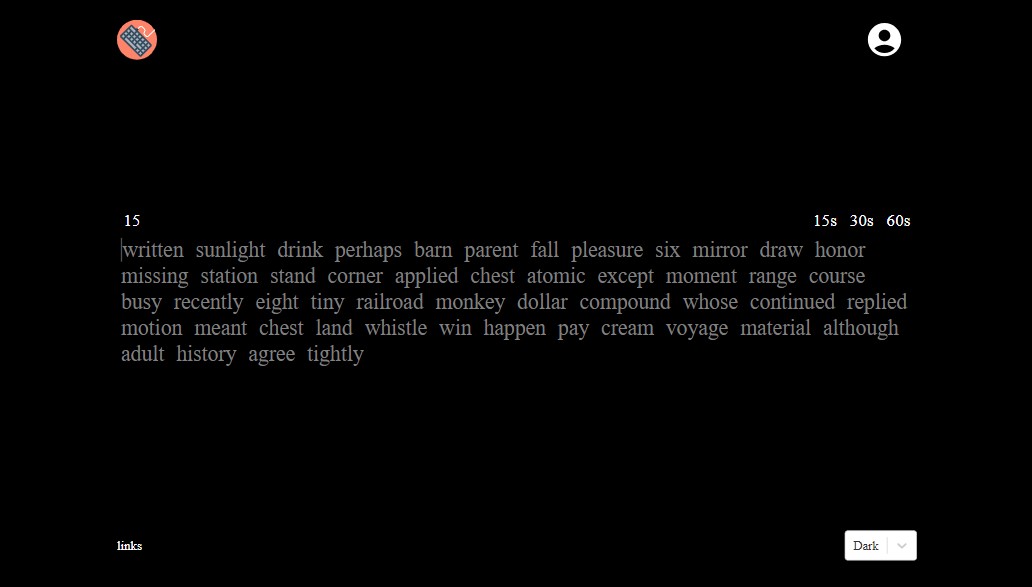 15 15s 30s 60s
written sunlight drink perhaps barn parent fall pleasure six mirror draw honor
missing station stand corner applied chest atomic except moment range course
busy recently eight tiny railroad monkey dollar compound whose continued replied
motion meant chest land whistle win happen pay cream voyage material although
adult history agree tightly
links Dark